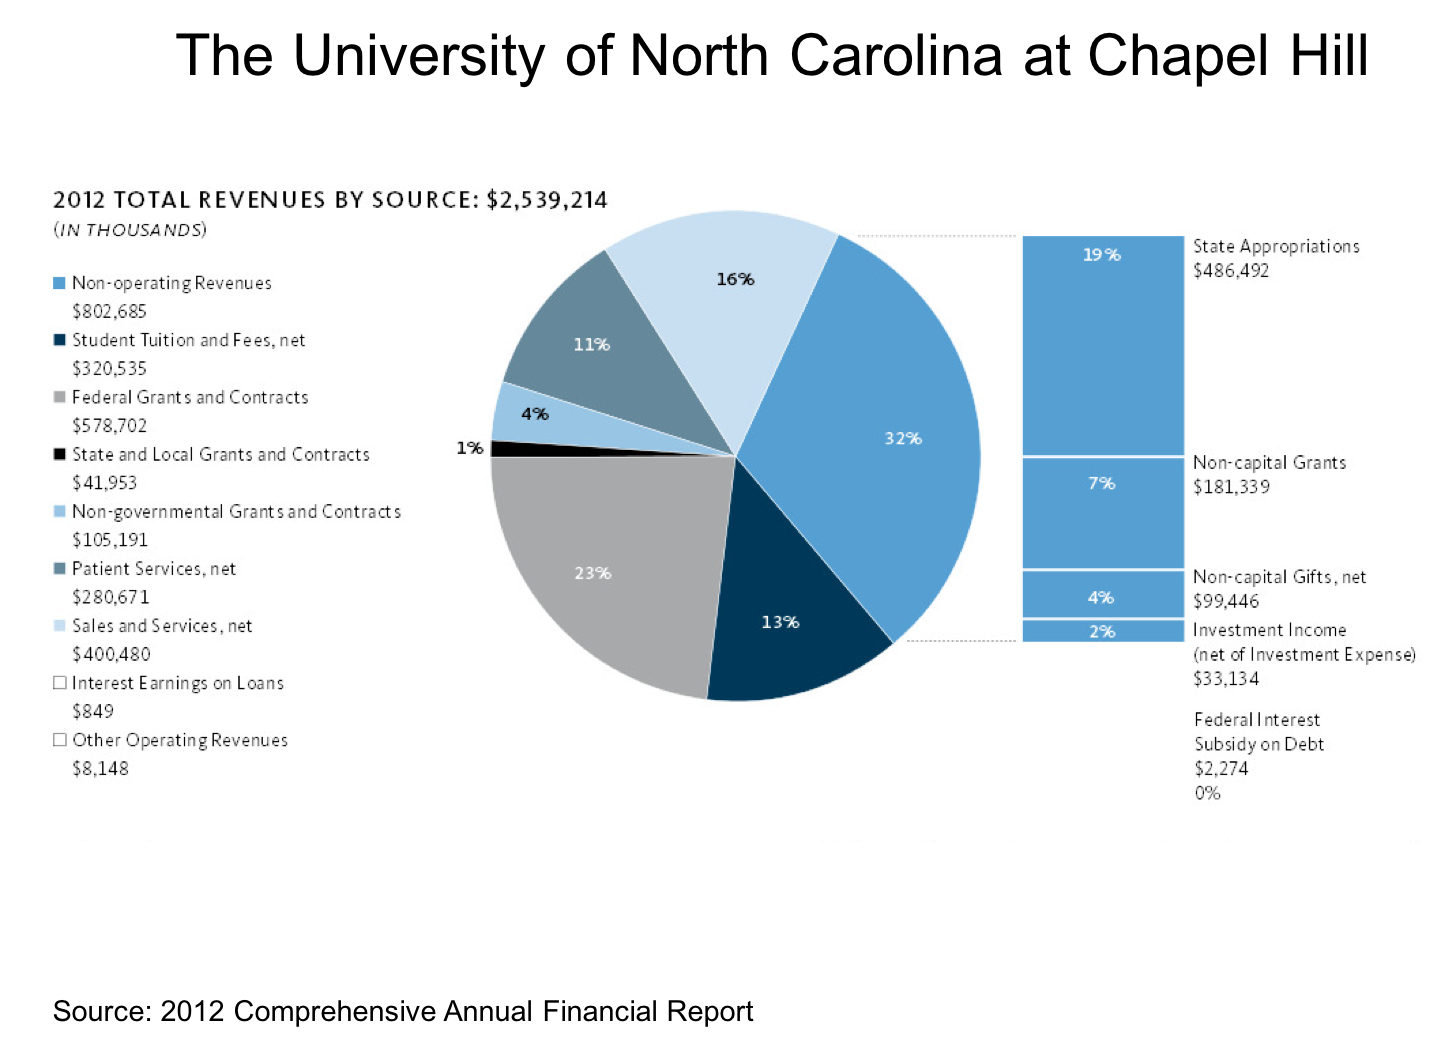 The University of North Carolina at Chapel Hill
2012 TOTAL REVENUES BY SOURCE: $2,539,214
(IN THOUSANDS)
Non-operating Revenues
$802,685
Student Tuition and Fees, net
$320,535
Federal Grants and Contracts
$578,702
State and Local Grants and Contracts
$41,953
Non-governmental Grants and Contracts
$105,191
Patient Services, net
$280,671
Sales and Services, net
$400,480
Interest Earnings on Loans
$849
Other Operating Revenues
$8,148
16%
11%
4%
1%
32%
23%
13%
19%
State Appropriations
$486,492
7%
Non-capital Grants
$181,339
4%
Non-capital Gifts, net
$99,446
2%
Investment Income
(net of Investment Expense)
$33,134
Federal Interest
Subsidy on Debt
$2,274
0%
Source: 2012 Comprehensive Annual Financial Report